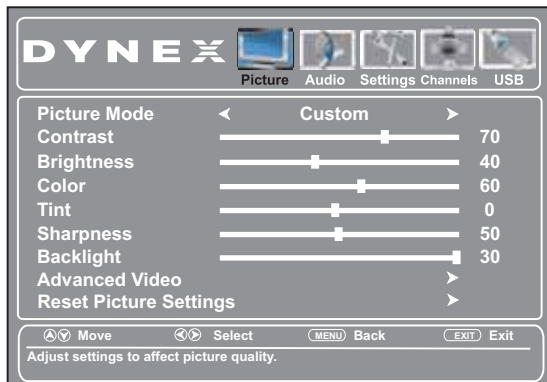 DYNEX
Picture Audio Settings Channels USB
Picture Mode Custom
Contrast 70
Brightness 40
Color 60
Tint 0
Sharpness 50
Backlight 30
Advanced Video
Reset Picture Settings
Move Select MENU Back EXIT Exit
Adjust settings to affect picture quality.